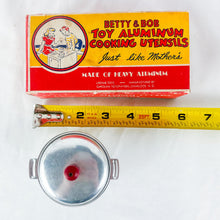 BETTY & BOB
TOY ALUMINUM
COOKING UTENSILS
Just like Mother's
MADE OF HEAVY ALUMINUM
1 2 3 4 5 6 7